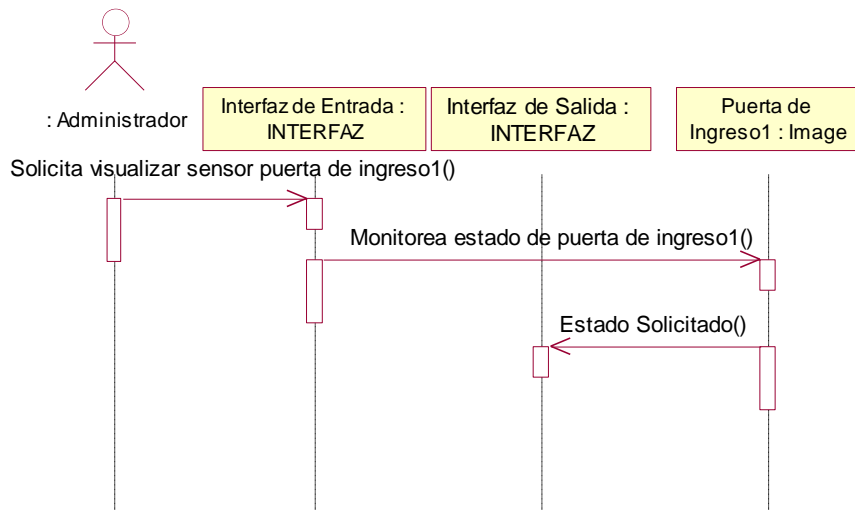 : Administrador
Interfaz de Entrada :
INTERFAZ
Interfaz de Salida :
INTERFAZ
Puerta de
Ingreso1 : Image
Solicita visualizar sensor puerta de ingreso1()
Monitorea estado de puerta de ingreso1()
Estado Solicitado()